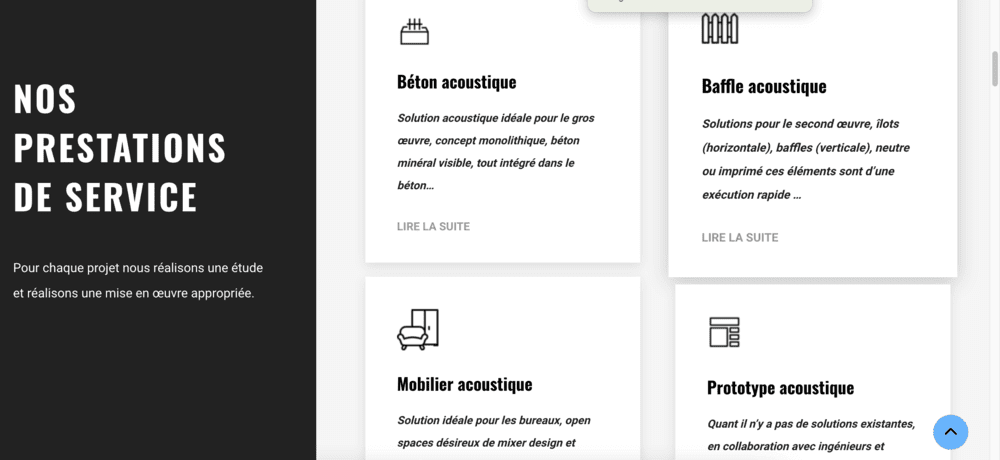 NOS
PRESTATIONS
DE SERVICE
Pour chaque projet nous réalisons une étude
et réalisons une mise en œuvre appropriée.
Béton acoustique
Solution acoustique idéale pour le gros
œuvre, concept monolithique, béton
minéral visible, tout intégré dans le
béton…
LIRE LA SUITE
Baffle acoustique
Solutions pour le second œuvre, îlots
(horizontale), baffles (verticale), neutre
ou imprimé ces éléments sont d’une
exécution rapide …
LIRE LA SUITE
Mobilier acoustique
Solution idéale pour les bureaux, open
spaces désireux de mixer design et
Prototype acoustique
Quant il n’y a pas de solutions existantes,
en collaboration avec ingénieurs et